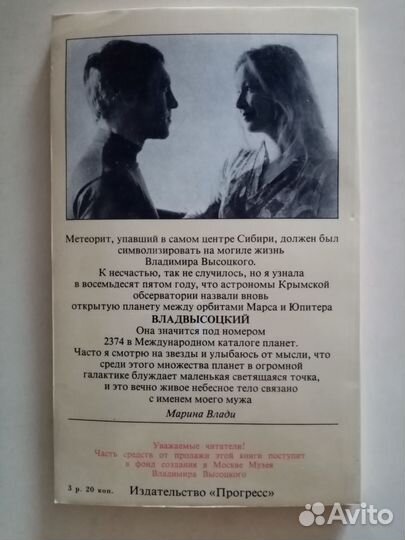 Метеорит, упавший в самом центре Сибири, должен был
символизировать на могиле жизнь
Владимира Высоцкого.
К несчастью, так не случилось, но я узнала
в восемьдесят пятом году, что астрономы Крымской
обсерватории назвали вновь
открытую планету между орбитами Марса и Юпитера
ВЛАДВЫСОЦКИЙ
Она значится под номером
2374 в Международном каталоге планет.
Часто я смотрю на звезды и улыбаюсь от мысли, что
среди этого множества планет в огромной
галактике блуждает маленькая светящаяся точка,
и это вечно живое небесное тело связано
с именем моего мужа
Марина Влади
Уважаемые читатели!
Часть средств от продажи этой книги поступит
в фонд создания в Москве Музея
Владимира Высоцкого
3 р. 20 коп. Издательство «Прогресс»
Avito